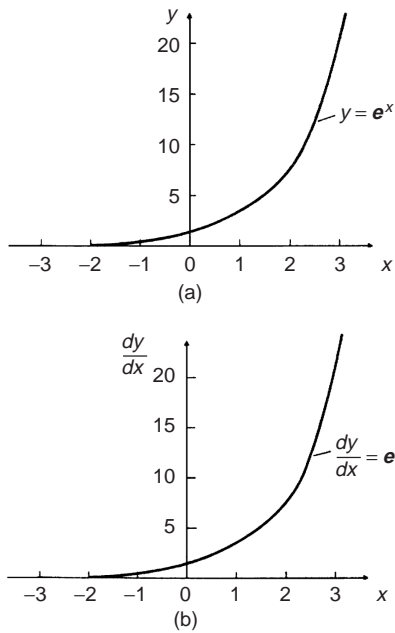 y
20
15
y = e^x
10
5
–3 –2 –1 0 1 2 3 x
(a)
dy
dx
20
15
dy/dx = e
10
5
–3 –2 –1 0 1 2 3 x
(b)